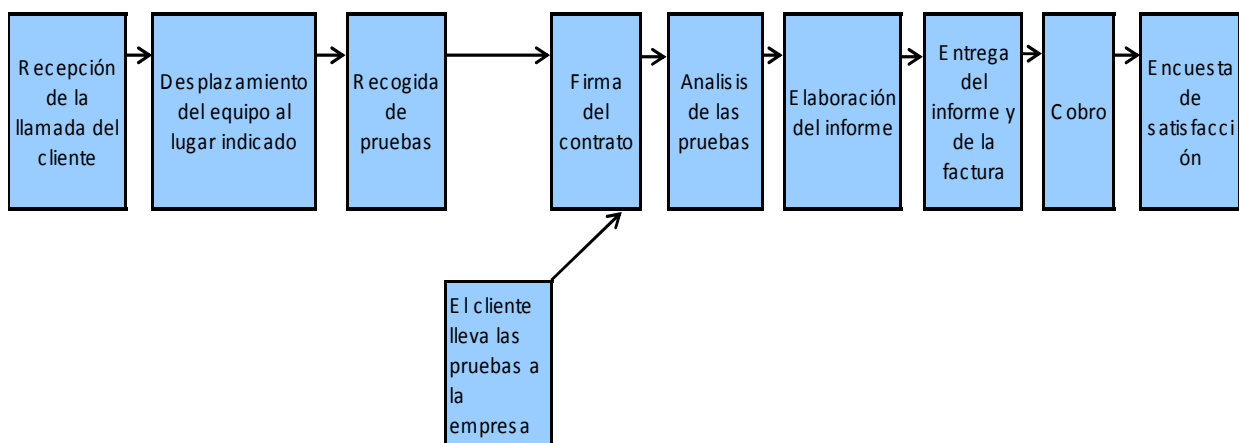 Recepción
de la
llamada del
cliente
Desplazamiento
del equipo al
lugar indicado
Recogida
de
pruebas
Firma
del
contrato
Analisis
de las
pruebas
Elaboración
del informe
Entrega
del
informe y
de la
factura
Cobro
Encuesta
de
satisfacci
ón
El cliente
lleva las
pruebas a
la
empresa